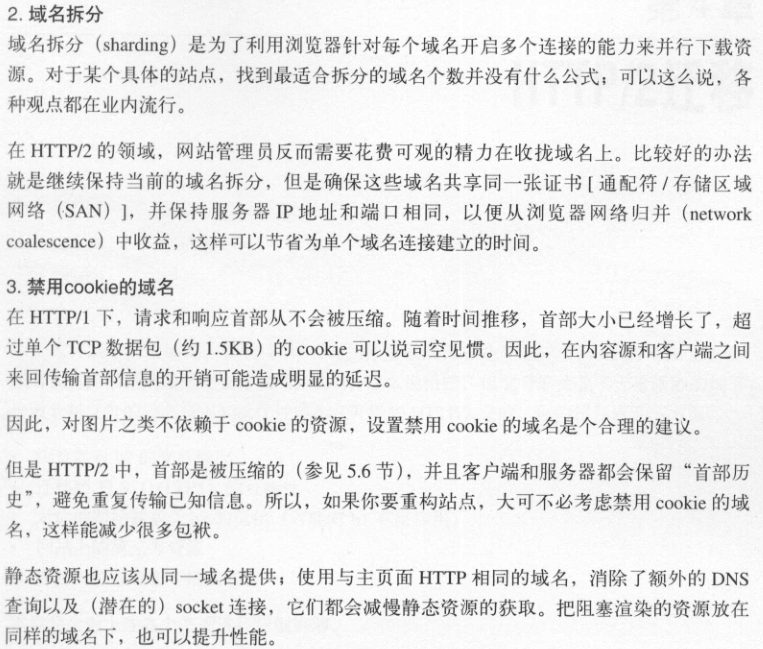 2. 域名拆分
域名拆分（sharding）是为了利用浏览器针对每个域名开启多个连接的能力来并行下载资
源。对于某个具体的站点，找到最适合拆分的域名个数并没有什么公式，可以这么说，各
种观点都在业内流行。
在 HTTP/2 的领域，网站管理员反而需要花费可观的精力在收拢域名上。比较好的办法
就是继续保持当前的域名拆分，但是确保这些域名共享同一张证书 [ 通配符 / 存储区域
网络（SAN）]，并保持服务器 IP 地址和端口相同，以便从浏览器网络归并（network
coalescence）中收益，这样可以节省为单个域名连接建立的时间。
3. 禁用cookie的域名
在 HTTP/1 下，请求和响应首部从不会被压缩。随着时间推移，首部大小已经增长了，超
过单个 TCP 数据包（约 1.5KB）的 cookie 可以说司空见惯。因此，在内容源和客户端之间
来回传输首部信息的开销可能造成明显的延迟。
因此，对图片之类不依赖于 cookie 的资源，设置禁用 cookie 的域名是个合理的建议。
但是 HTTP/2 中，首部是被压缩的（参见 5.6 节），并且客户端和服务器都会保留“首部历
史”，避免重复传输已知信息。所以，如果你要重构站点，大可不必考虑禁用 cookie 的域
名，这样能减少很多包袱。
静态资源也应该从同一域名提供；使用与主页面 HTTP 相同的域名，消除了额外的 DNS
查询以及（潜在的）socket 连接，它们都会减慢静态资源的获取。把阻塞渲染的资源放在
同样的域名下，也可以提升性能。